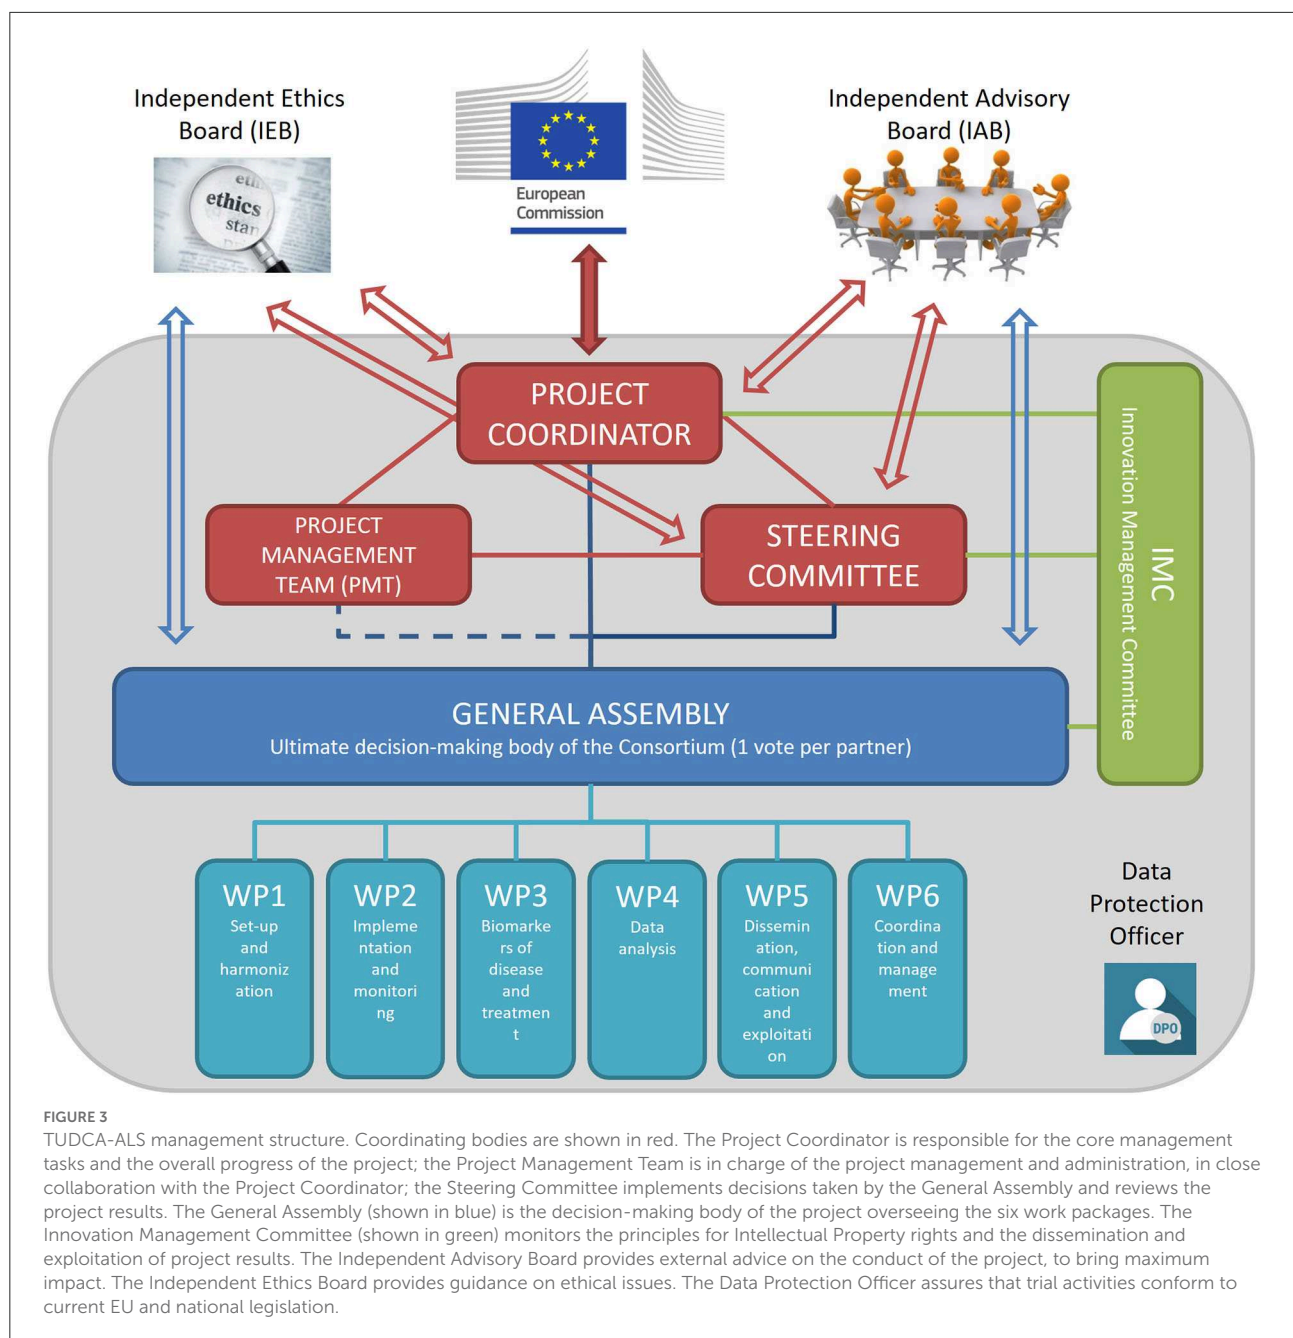 Independent Ethics
Board (IEB)
eth
ethics
stan
European
Commission
Independent Advisory
Board (IAB)
PROJECT
COORDINATOR
PROJECT
MANAGEMENT
TEAM (PMT)
STEERING
COMMITTEE
IMC
Innovation Management Committee
GENERAL ASSEMBLY
Ultimate decision-making body of the Consortium (1 vote per partner)
WP1
Set-up
and
harmoniz
ation
WP2
Impleme
ntation
and
monitori
ng
WP3
Biomarke
rs of
disease
and
treatmen
t
WP4
Data
analysis
WP5
Dissemin
ation,
communi
cation
and
exploitati
on
WP6
Coordina
tion and
manage
ment
Data
Protection
Officer
DPO
FIGURE 3
TUDCA-ALS management structure. Coordinating bodies are shown in red. The Project Coordinator is responsible for the core management
tasks and the overall progress of the project; the Project Management Team is in charge of the project management and administration, in close
collaboration with the Project Coordinator; the Steering Committee implements decisions taken by the General Assembly and reviews the
project results. The General Assembly (shown in blue) is the decision-making body of the project overseeing the six work packages. The
Innovation Management Committee (shown in green) monitors the principles for Intellectual Property rights and the dissemination and
exploitation of project results. The Independent Advisory Board provides external advice on the conduct of the project, to bring maximum
impact. The Independent Ethics Board provides guidance on ethical issues. The Data Protection Officer assures that trial activities conform to
current EU and national legislation.